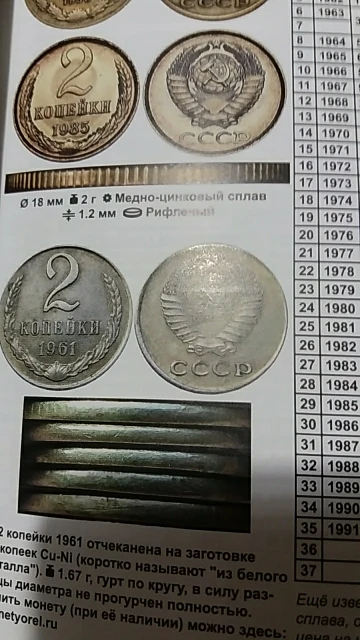 2
КОПЕЙКИ
1985
СССР
Ø 18 мм 2 г Медно-цинковый сплав
1.2 мм Рифленый
2
КОПЕЙКИ
1961
СССР
2 копейки 1961 отчеканена на заготовке
копеек Cu-Ni (коротко называют "из белого
1.67 г, гурт по кругу, в силу раз-
диаметра не прогурчен полностью.
монету (при её наличии) можно здесь:
6 1963
7
8 1964
9 1965
10 1966
11 1967
12 1968
13 1969
14 1970
15 1971
16 1972
17 1973
18 1974
19 1975
20 1976
21 1977
22 1978
23 1979
24 1980
25 1981
26 1982
27 1983
28 1984
29 1985
30 1986
31 1987
32 1988
33 1989
34 1990
35 1991
36
37
Ещё
сплава,